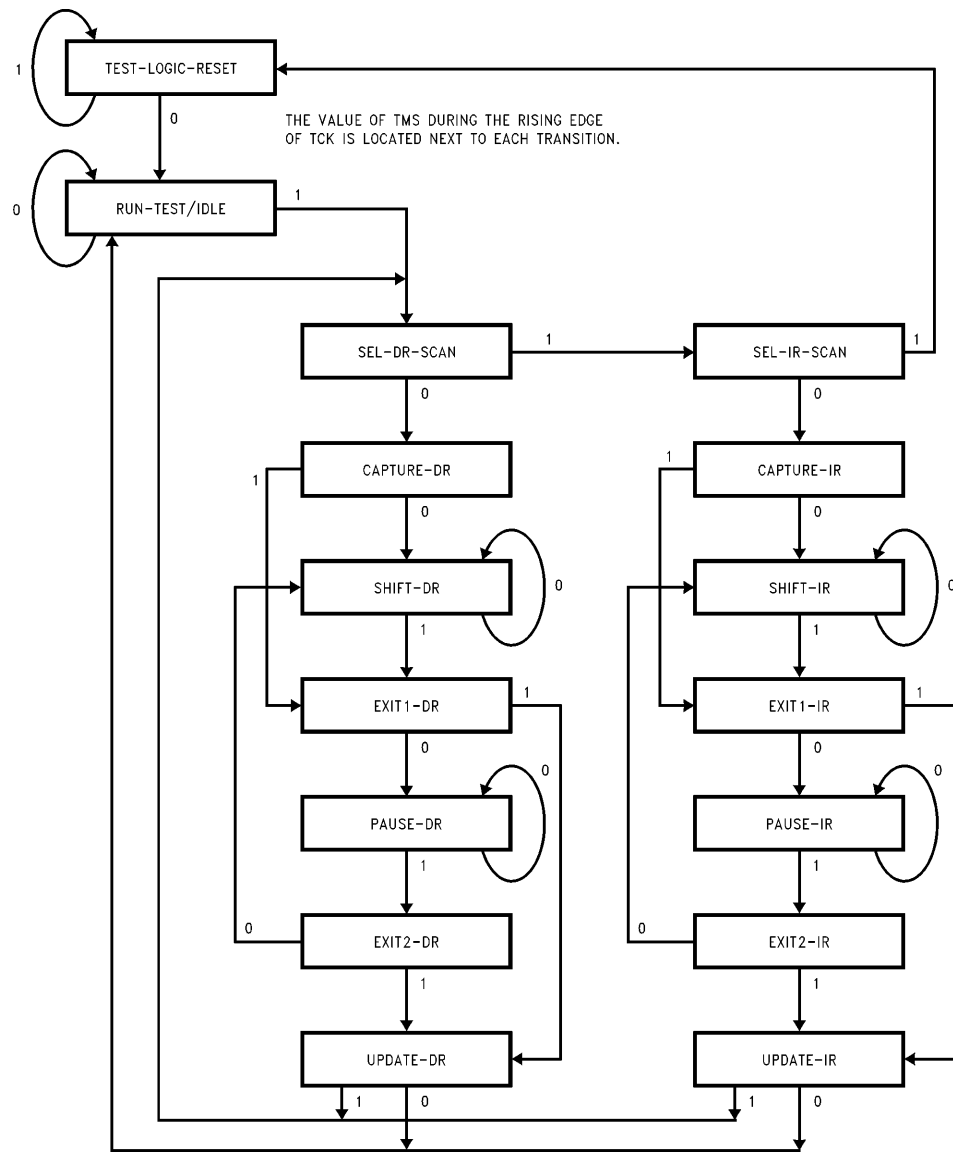 TEST-LOGIC-RESET
1
0
THE VALUE OF TMS DURING THE RISING EDGE
OF TCK IS LOCATED NEXT TO EACH TRANSITION.
RUN-TEST/IDLE
1
0
SEL-DR-SCAN
1
SEL-IR-SCAN
1
0
0
CAPTURE-DR
CAPTURE-IR
1
0
1
0
SHIFT-DR
0
SHIFT-IR
0
1
1
EXIT1-DR
1
EXIT1-IR
1
0
0
0
0
PAUSE-DR
PAUSE-IR
1
1
0
EXIT2-DR
0
EXIT2-IR
1
1
UPDATE-DR
UPDATE-IR
1
0
1
0